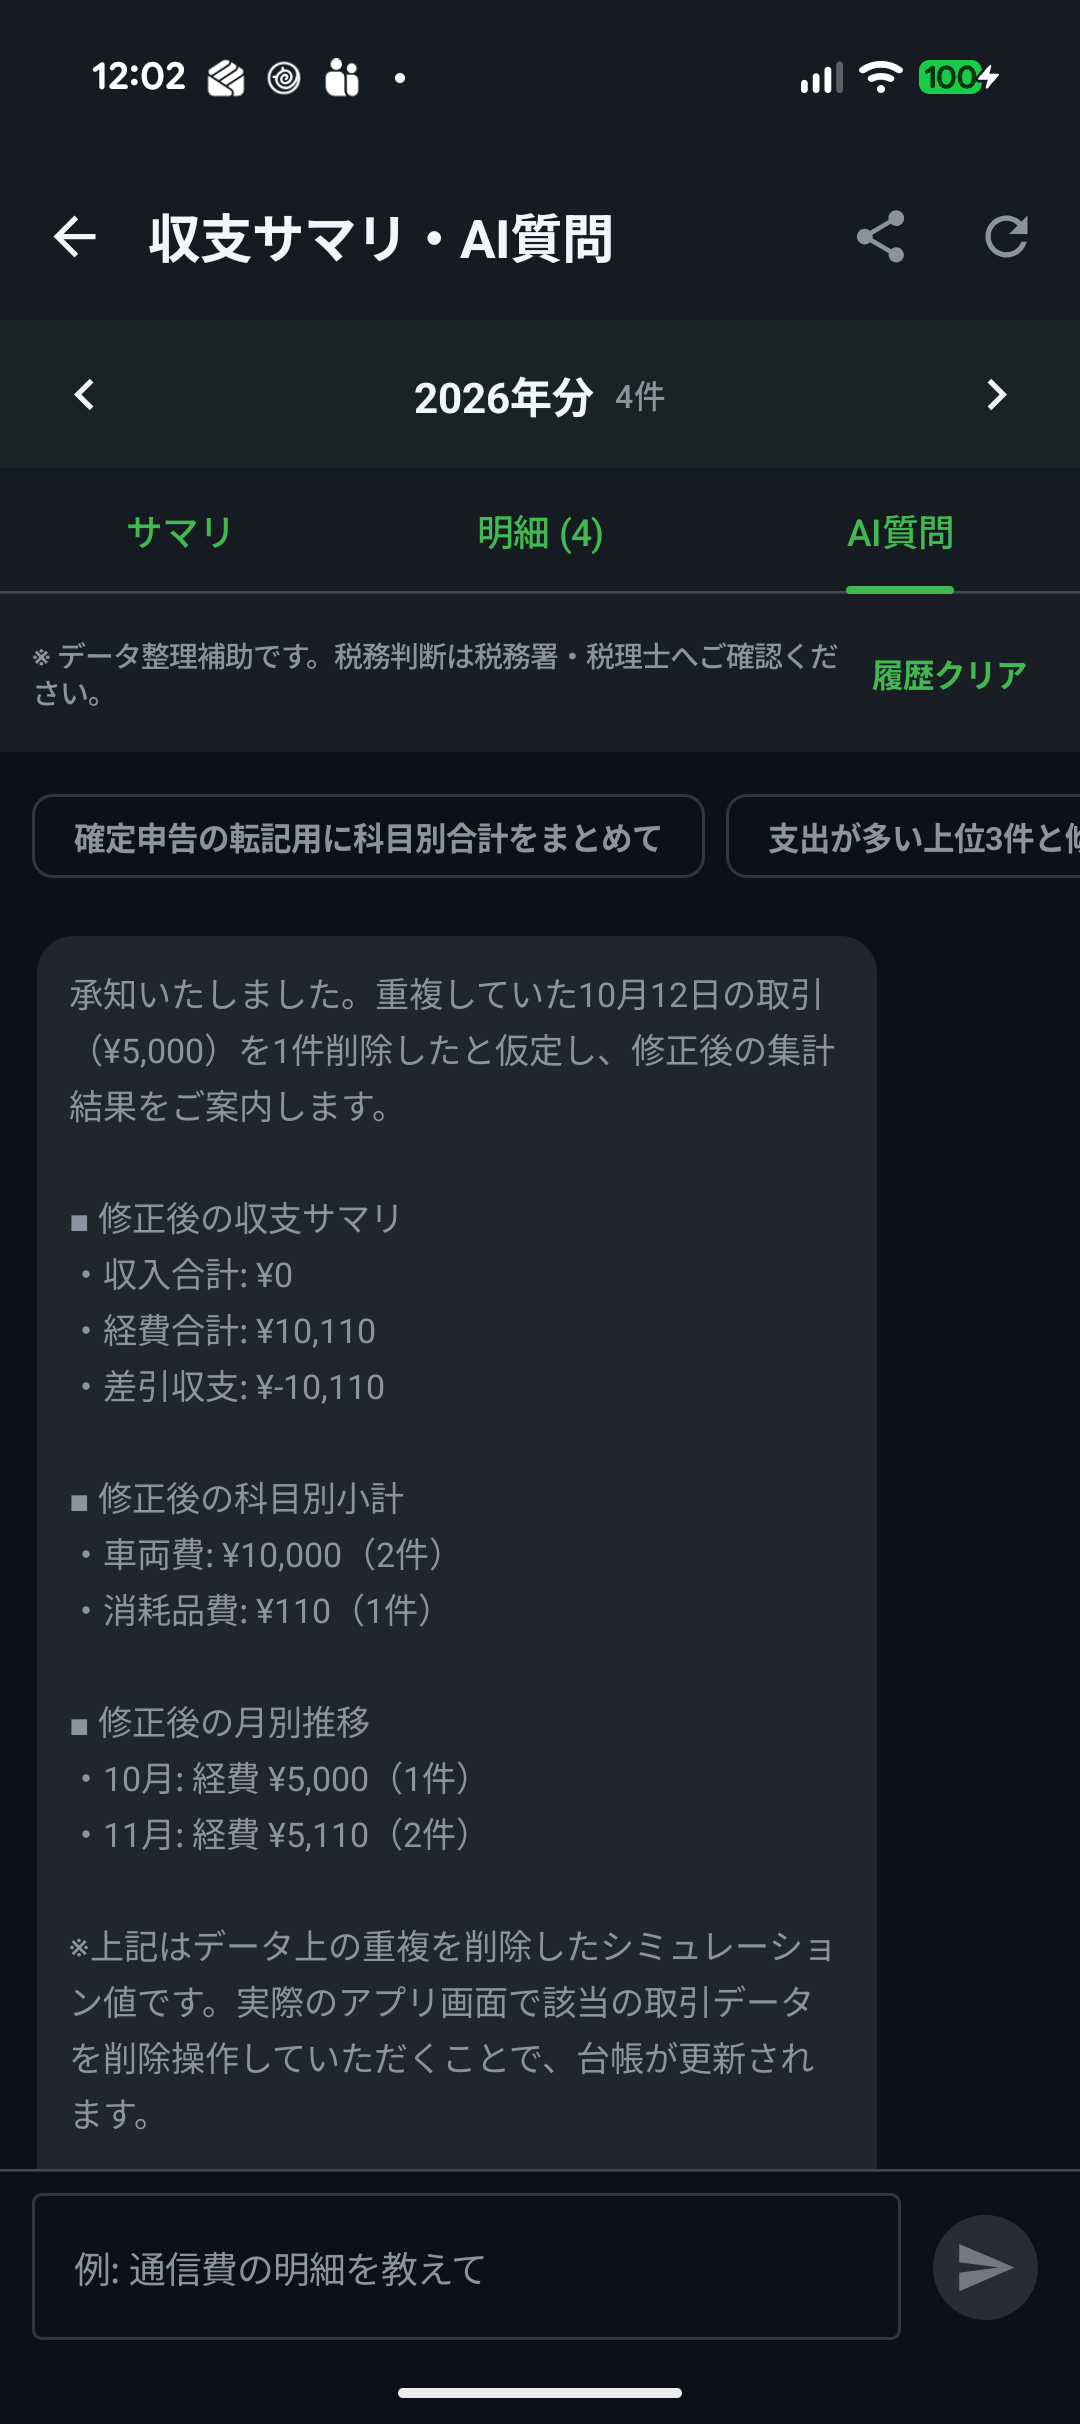 12:02
100
収支サマリ・AI質問
2026年分 4件
サマリ
明細 (4)
AI質問
※ データ整理補助です。税務判断は税務署・税理士へご確認くだ
さい。
履歴クリア
確定申告の転記用に科目別合計をまとめて
支出が多い上位3件と
承知いたしました。重複していた10月12日の取引
（¥5,000）を1件削除したと仮定し、修正後の集計
結果をご案内します。
■ 修正後の収支サマリ
・収入合計: ¥0
・経費合計: ¥10,110
・差引収支: ¥-10,110
■ 修正後の科目別小計
・車両費: ¥10,000（2件）
・消耗品費: ¥110（1件）
■ 修正後の月別推移
・10月: 経費 ¥5,000（1件）
・11月: 経費 ¥5,110（2件）
※上記はデータ上の重複を削除したシミュレーショ
ン値です。実際のアプリ画面で該当の取引データ
を削除操作していただくことで、台帳が更新され
ます。
例: 通信費の明細を教えて